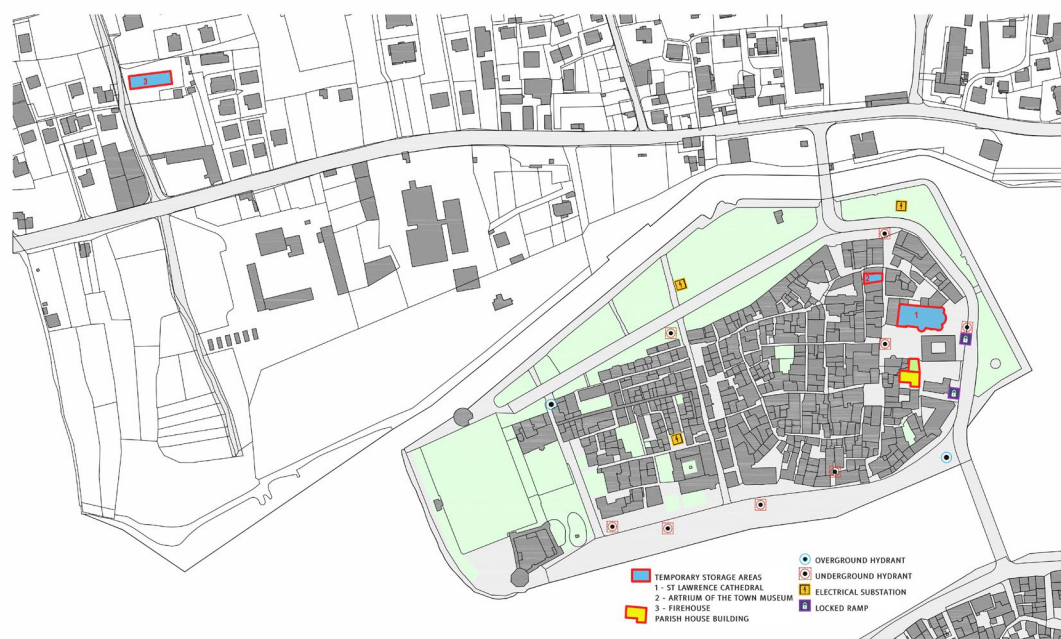 3
2
1
TEMPORARY STORAGE AREAS
1 - ST LAWRENCE CATHEDRAL
2 - ARTRIUM OF THE TOWN MUSEUM
3 - FIREHOUSE
PARISH HOUSE BUILDING
OVERGROUND HYDRANT
UNDERGROUND HYDRANT
ELECTRICAL SUBSTATION
LOCKED RAMP